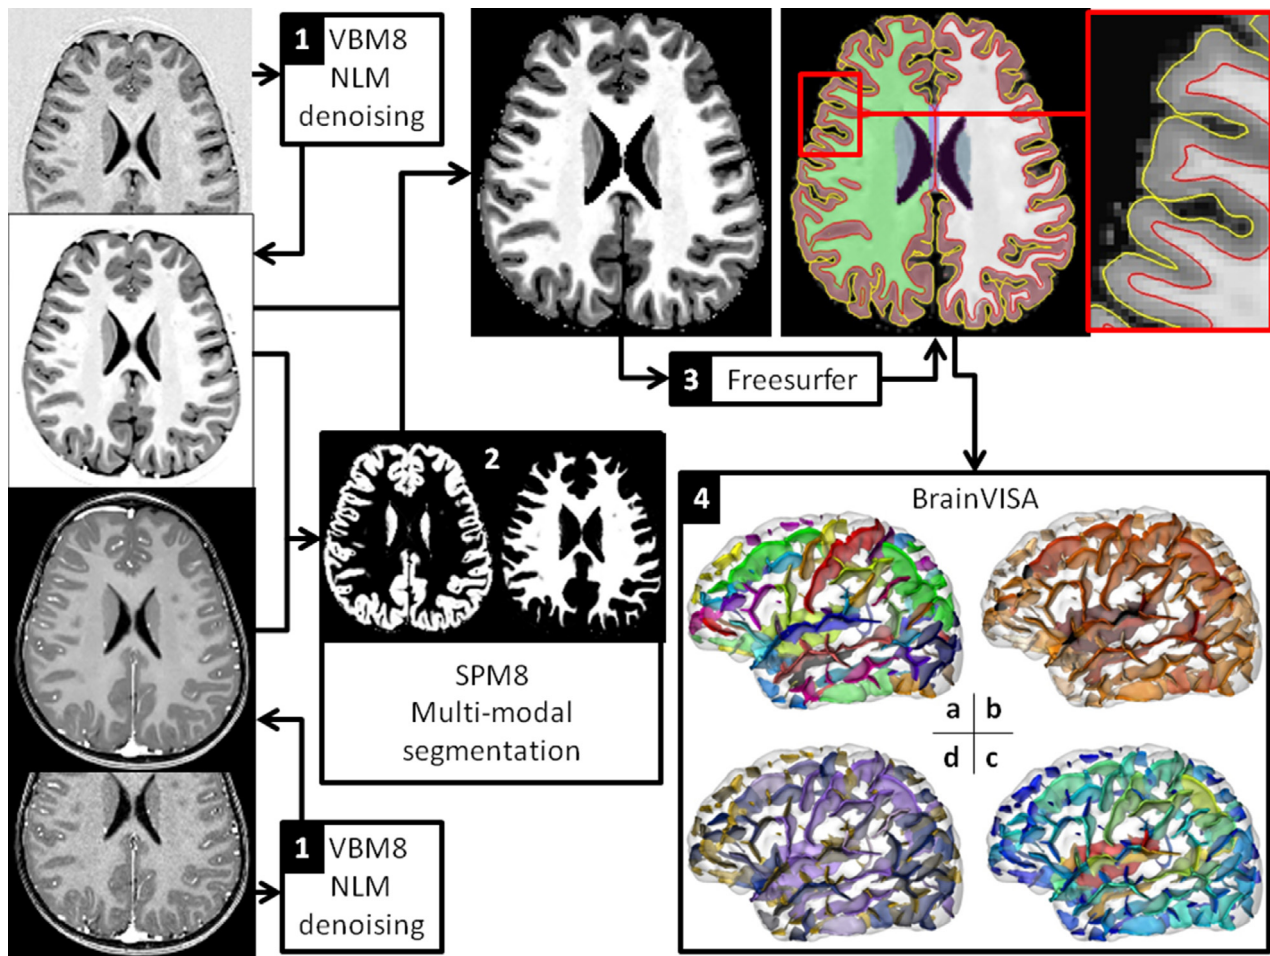 1 VBM8
NLM
denoising
3 Freesurfer
2
SPM8
Multi-modal
segmentation
4 BrainVISA
a b
d c
1 VBM8
NLM
denoising